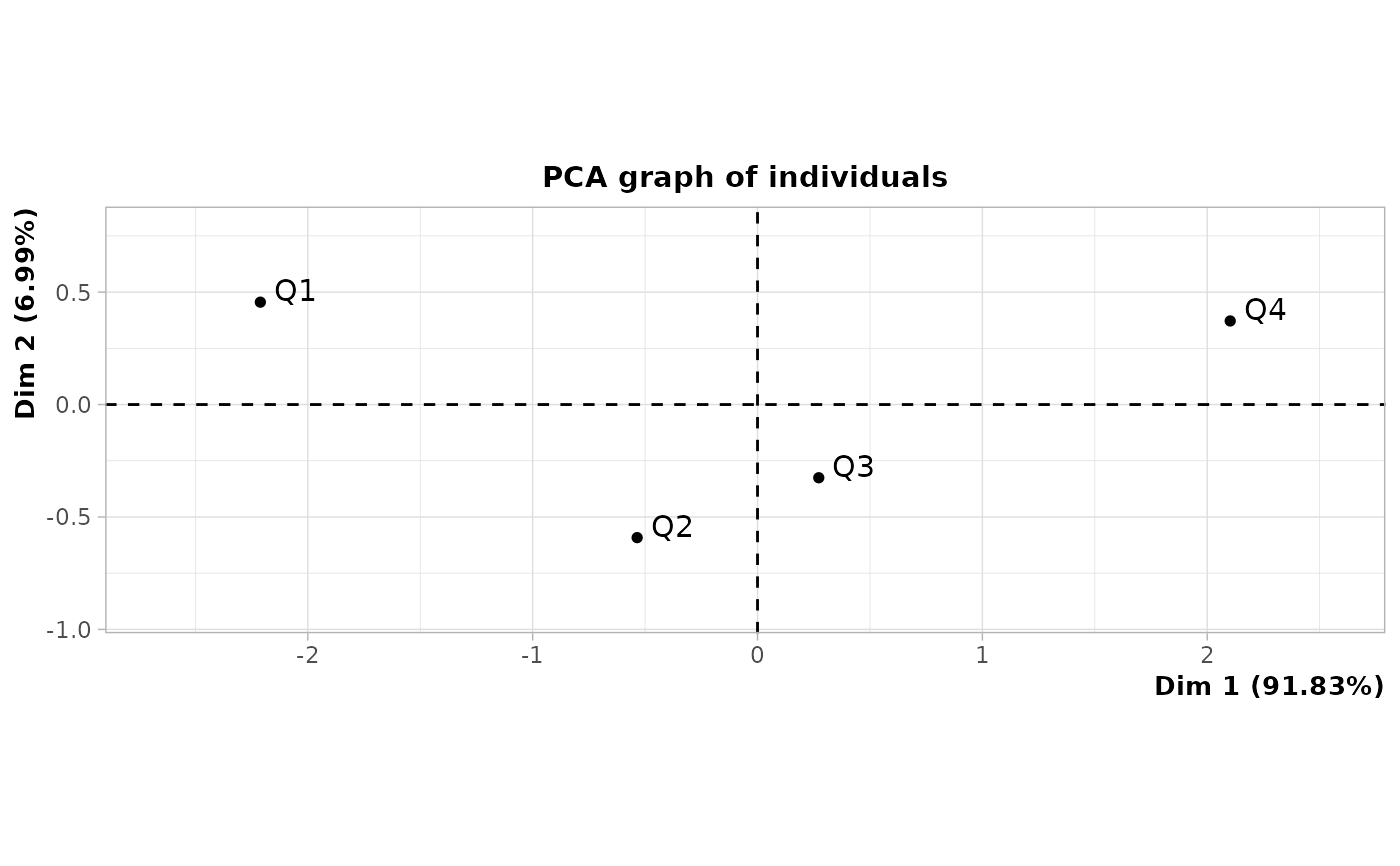 PCA graph of individuals
Dim 2 (6.99%)
0.5
0.0
-0.5
-1.0
Q1
Q4
Q3
Q2
-2
-1
0
1
2
Dim 1 (91.83%)